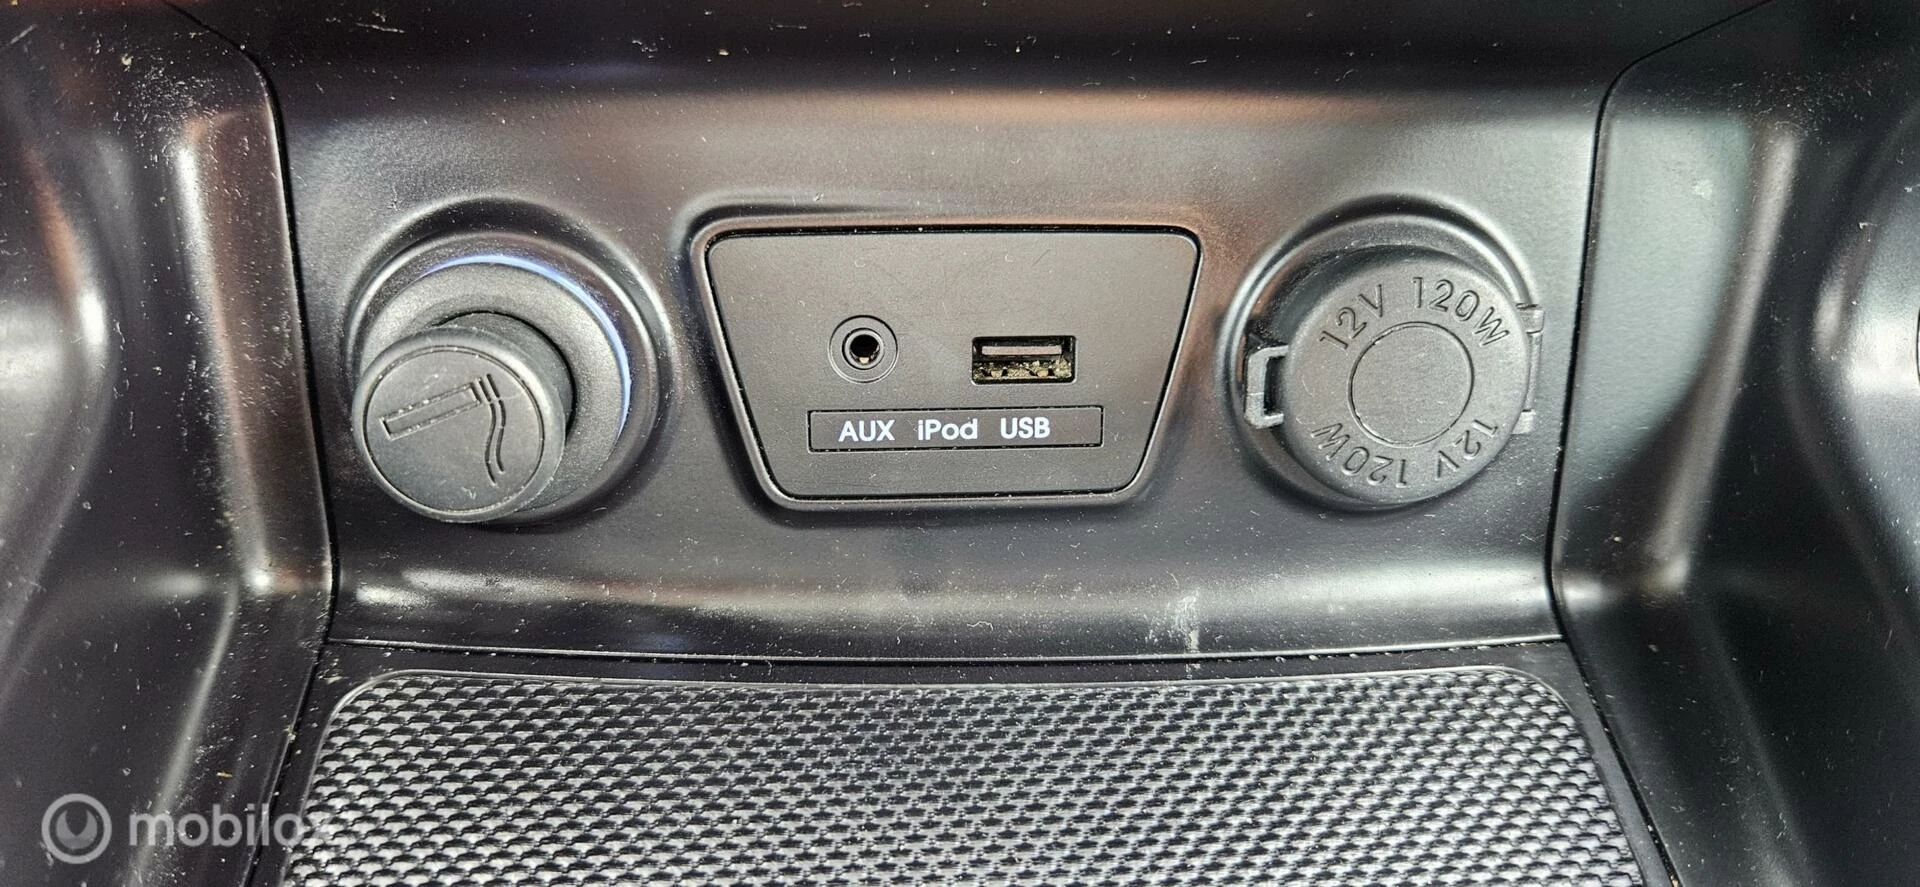 AUX iPod USB
12V 120W
12V 120W
mobilox